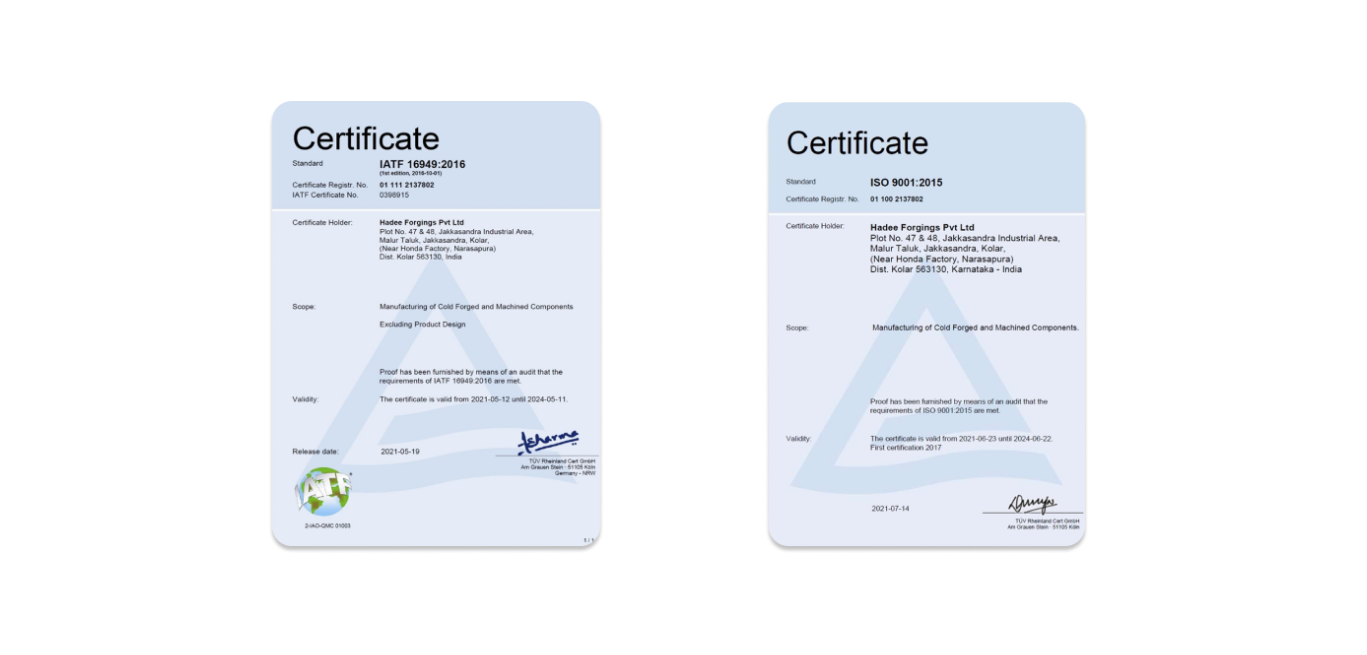 Certificate
Standard
IATF 16949:2016
(1st edition, 2016-10-01)
Certificate Registr. No.
01 111 2137802
IATF Certificate No.
0398915
Certificate Holder:
Hadee Forgings Pvt Ltd
Plot No. 47 & 48, Jakkasandra Industrial Area,
Malur Taluk, Jakkasandra, Kolar,
(Near Honda Factory, Narasapura)
Dist. Kolar 563130, India
Scope:
Manufacturing of Cold Forged and Machined Components
Excluding Product Design
Proof has been furnished by means of an audit that the
requirements of IATF 16949:2016 are met.
Validity:
The certificate is valid from 2021-05-12 until 2024-05-11.
Release date:
2021-05-19
TÜV Rheinland Cert GmbH
Am Grauen Stein · 51105 Köln
Germany - NRW
IATF
2-IAO-QMC 01003
1 / 1
Certificate
Standard
ISO 9001:2015
Certificate Registr. No.
01 100 2137802
Certificate Holder:
Hadee Forgings Pvt Ltd
Plot No. 47 & 48, Jakkasandra Industrial Area,
Malur Taluk, Jakkasandra, Kolar,
(Near Honda Factory, Narasapura)
Dist. Kolar 563130, Karnataka - India
Scope:
Manufacturing of Cold Forged and Machined Components.
Proof has been furnished by means of an audit that the
requirements of ISO 9001:2015 are met.
Validity:
The certificate is valid from 2021-06-23 until 2024-06-22.
First certification 2017
2021-07-14
TÜV Rheinland Cert GmbH
Am Grauen Stein · 51105 Köln